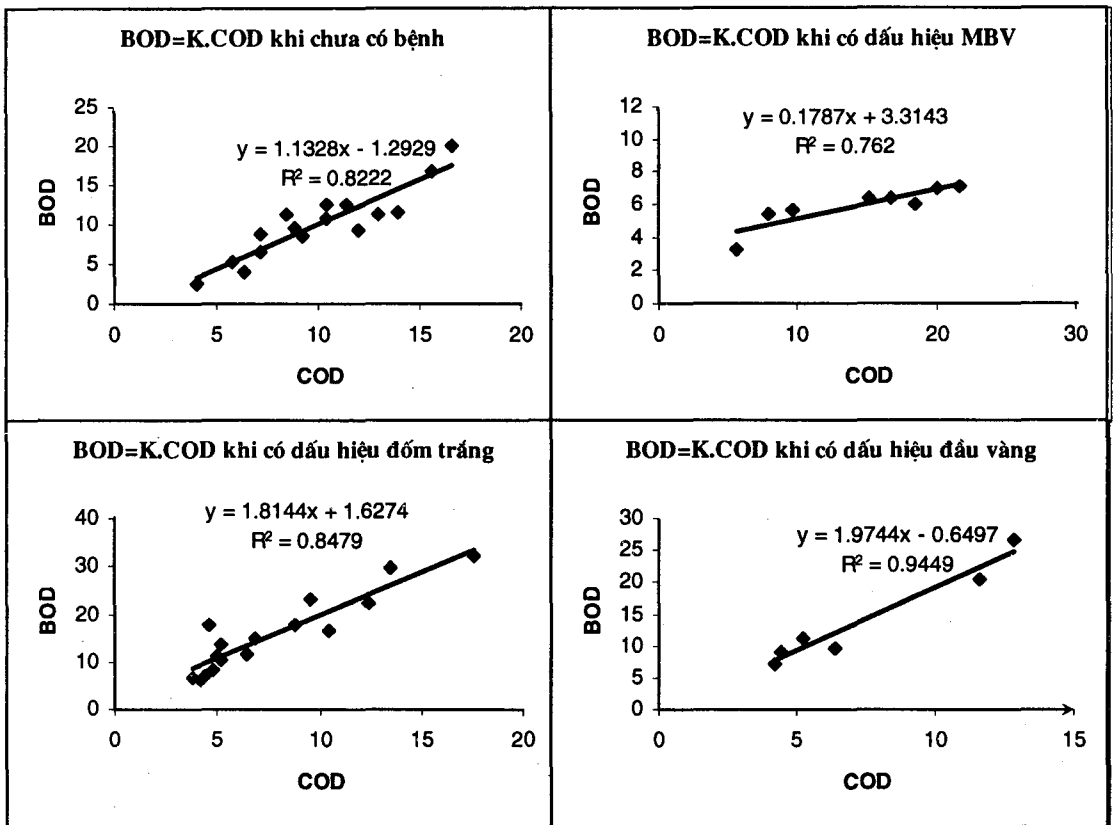 BOD=K.COD khi chưa có bệnh
25
20
15
10
5
0
BOD
y = 1.1328x - 1.2929
R² = 0.8222
0 5 10 15 20
COD
BOD=K.COD khi có dấu hiệu MBV
12
10
8
6
4
2
0
BOD
y = 0.1787x + 3.3143
R² = 0.762
0 10 20 30
COD
BOD=K.COD khi có dấu hiệu đốm trắng
40
30
20
10
0
BOD
y = 1.8144x + 1.6274
R² = 0.8479
0 5 10 15 20
COD
BOD=K.COD khi có dấu hiệu đầu vàng
30
25
20
15
10
5
0
BOD
y = 1.9744x - 0.6497
R² = 0.9449
0 5 10 15
COD